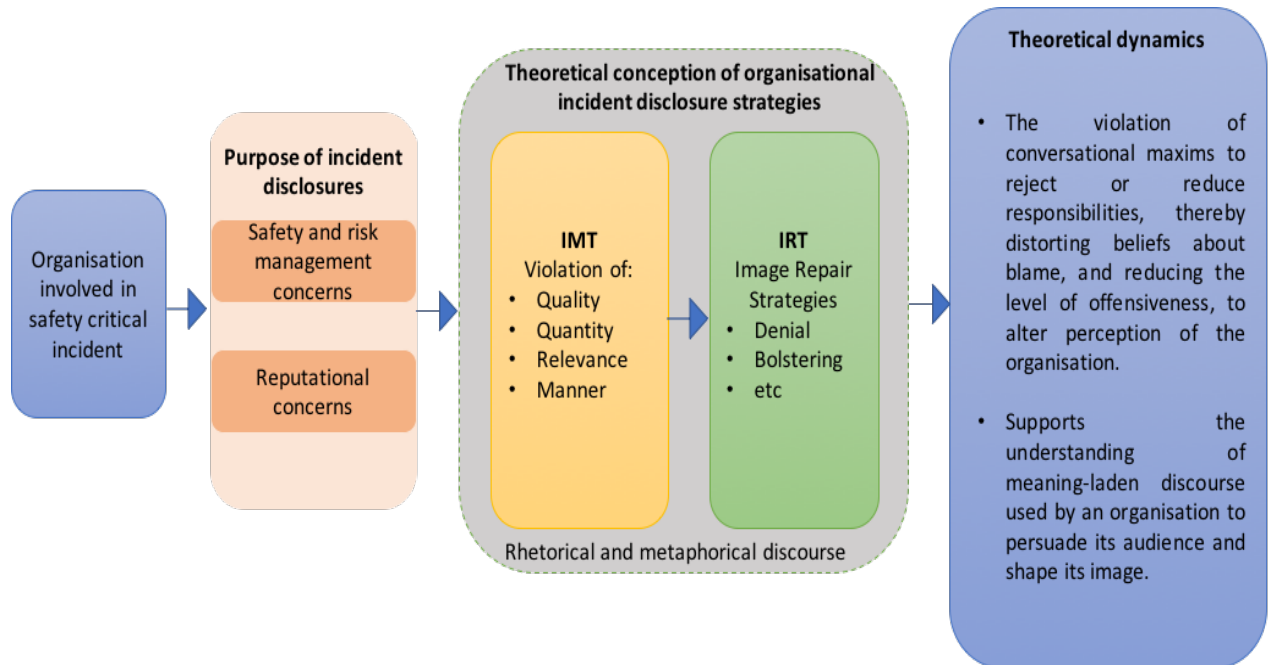 Organisation
involved in
safety critical
incident
Purpose of incident
disclosures
Safety and risk
management
concerns
Reputational
concerns
Theoretical conception of organisational
incident disclosure strategies
IMT
Violation of:
• Quality
• Quantity
• Relevance
• Manner
IRT
Image Repair
Strategies
• Denial
• Bolstering
• etc
Rhetorical and metaphorical discourse
Theoretical dynamics
• The violation of
conversational maxims to
reject or reduce
responsibilities, thereby
distorting beliefs about
blame, and reducing the
level of offensiveness, to
alter perception of the
organisation.
• Supports the
understanding of
meaning-laden discourse
used by an organisation to
persuade its audience and
shape its image.